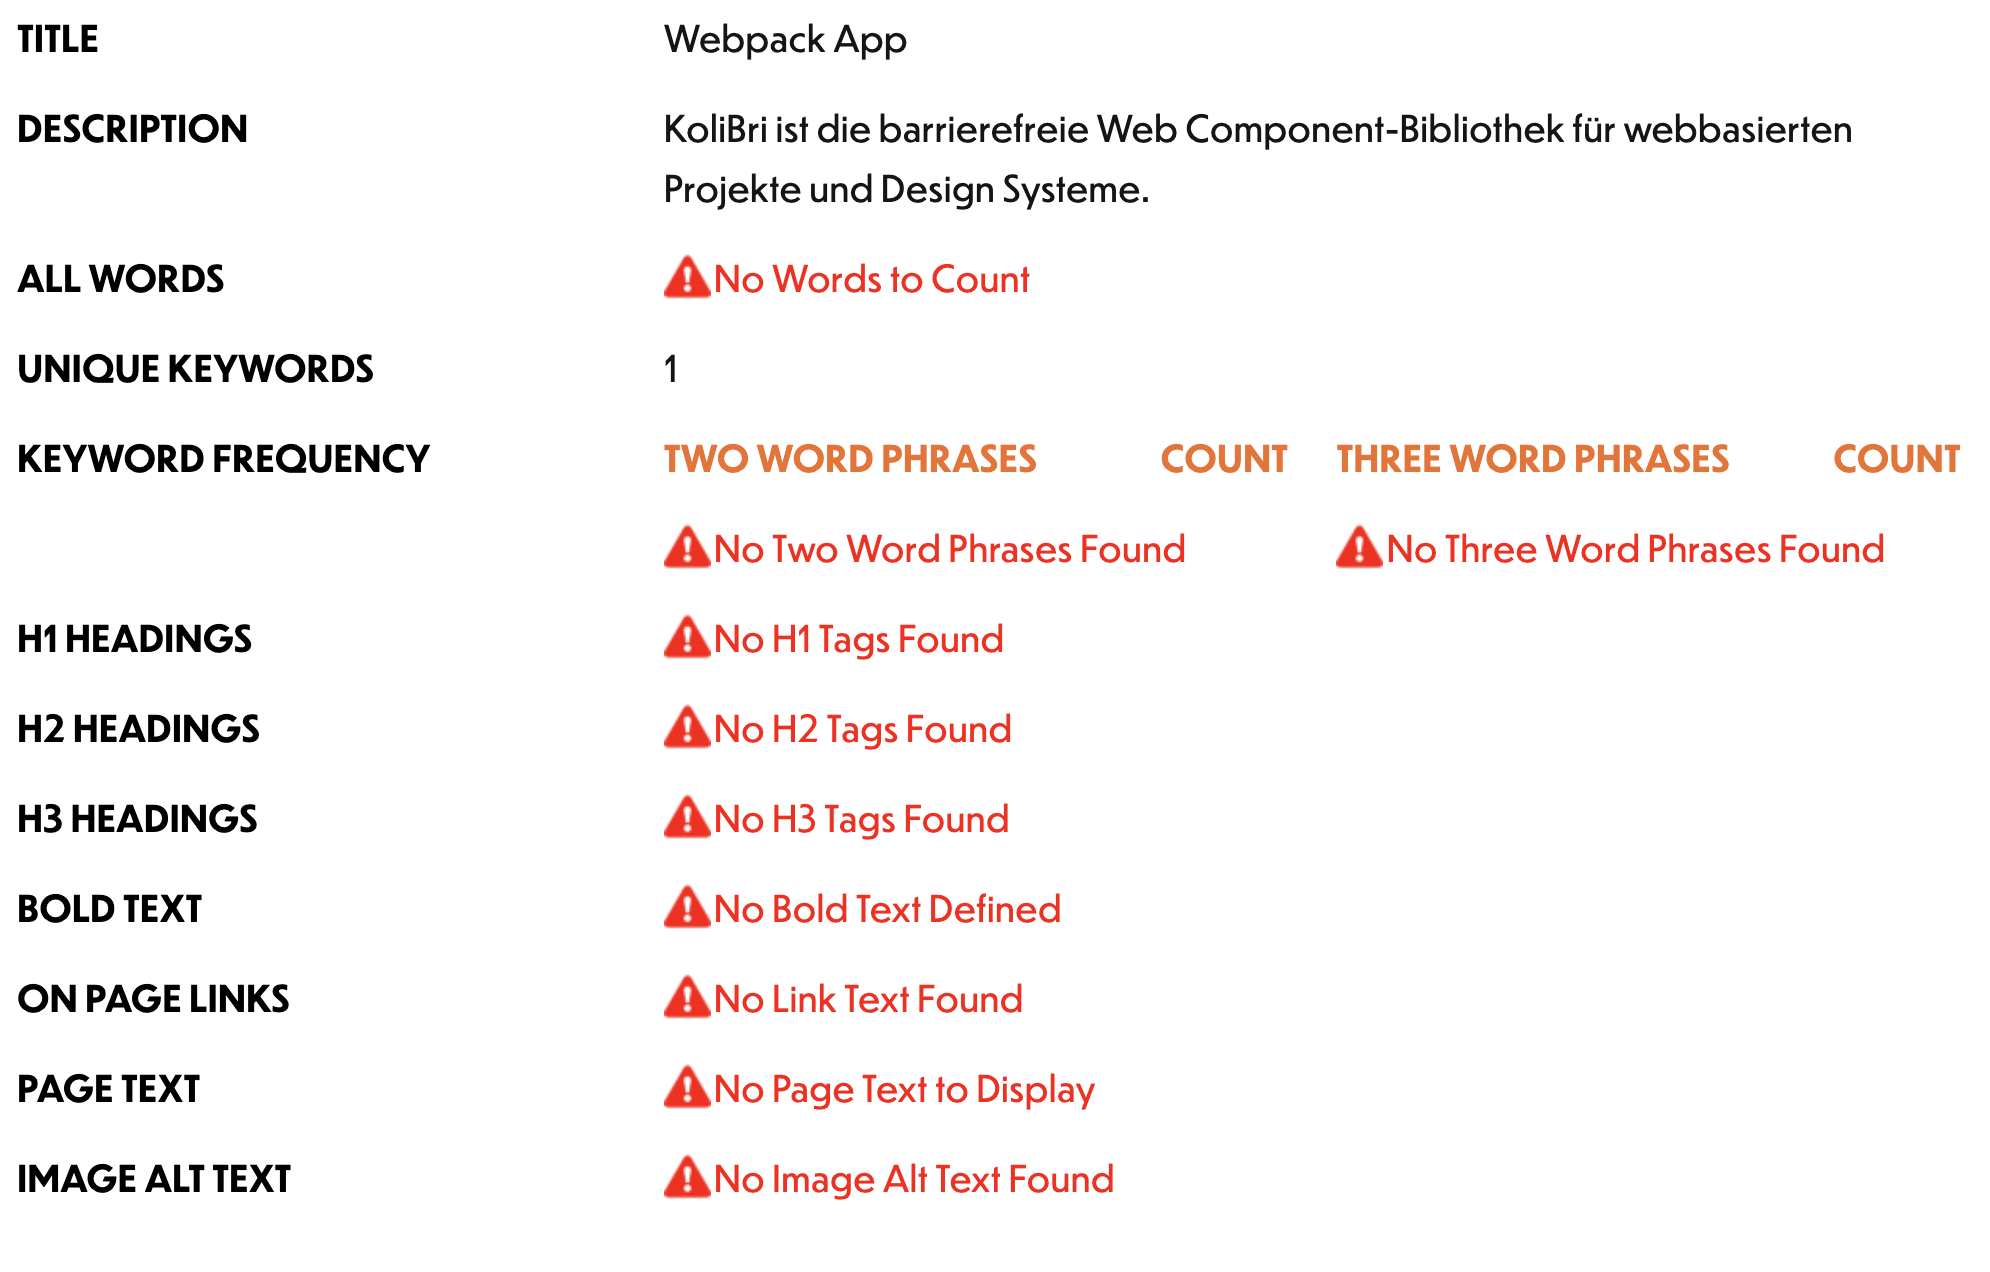 TITLE Webpack App
DESCRIPTION KoliBri ist die barrierefreie Web Component-Bibliothek für webbasierten
Projekte und Design Systeme.
ALL WORDS No Words to Count
UNIQUE KEYWORDS 1
KEYWORD FREQUENCY TWO WORD PHRASES COUNT THREE WORD PHRASES COUNT
No Two Word Phrases Found No Three Word Phrases Found
H1 HEADINGS No H1 Tags Found
H2 HEADINGS No H2 Tags Found
H3 HEADINGS No H3 Tags Found
BOLD TEXT No Bold Text Defined
ON PAGE LINKS No Link Text Found
PAGE TEXT No Page Text to Display
IMAGE ALT TEXT No Image Alt Text Found